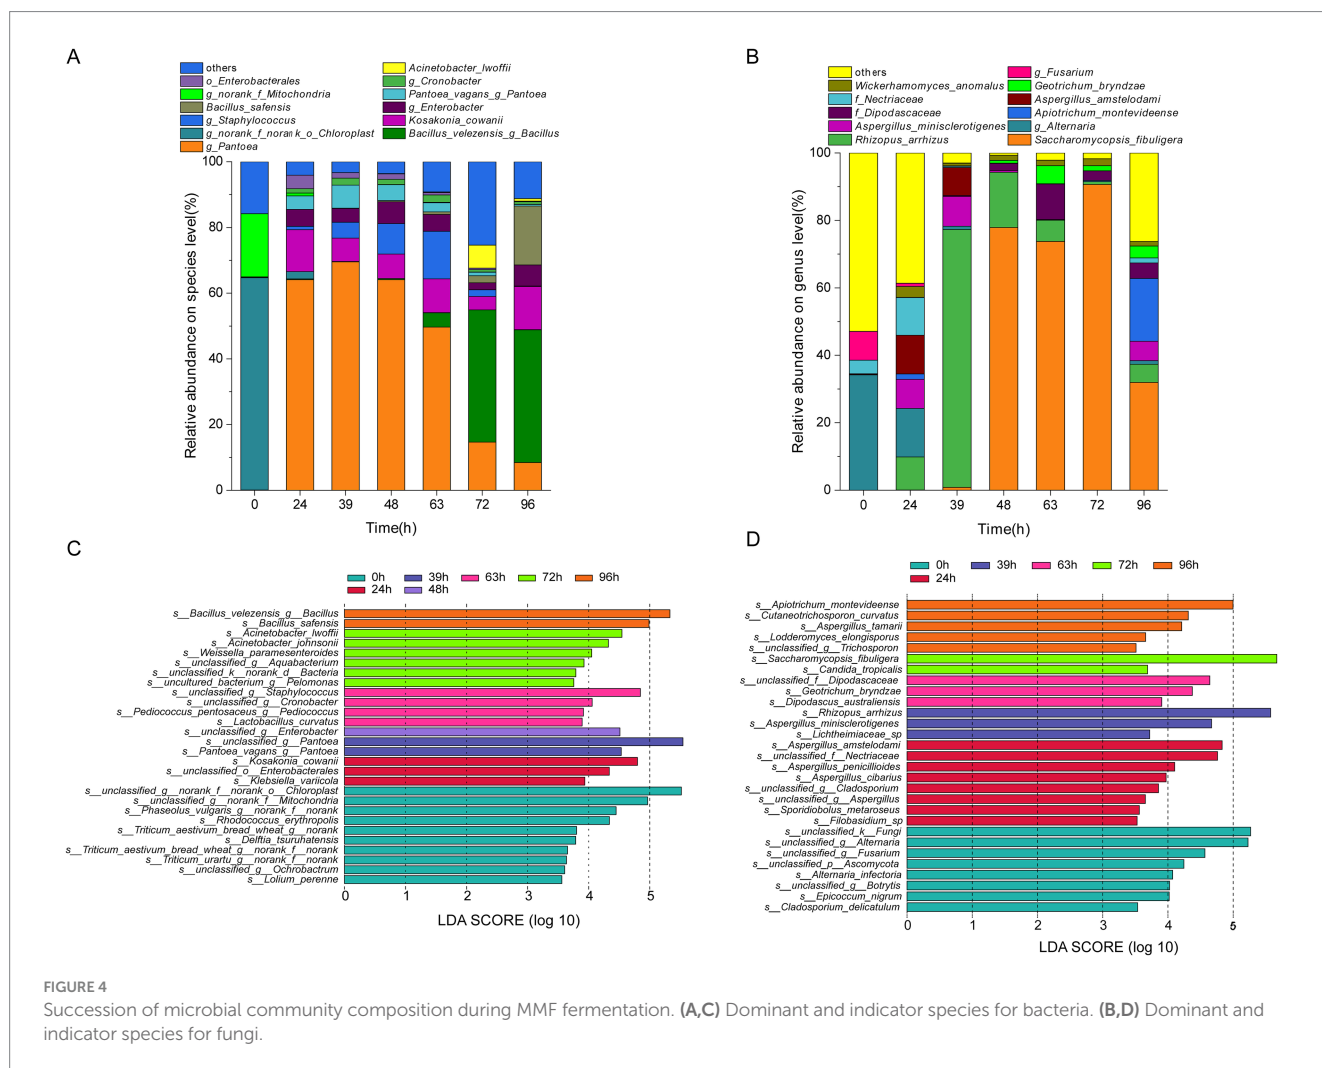 A
others
o_Enterobacterales
g_norank_f_Mitochondria
Bacillus_safensis
g_Staphylococcus
g_norank_f_norank_o_Chloroplast
g_Pantoea
Acinetobacter_lwoffii
g_Cronobacter
Pantoea_vagans_g_Pantoea
g_Enterobacter
Kosakonia_cowanii
Bacillus_velezensis_g_Bacillus
Relative abundance on species level(%)
100
80
60
40
20
0
0 24 39 48 63 72 96
Time(h)
B
others
Wickerhamomyces_anomalus
f_Nectriaceae
f_Dipodascaceae
Aspergillus_minisclerotigenes
Rhizopus_arrhizus
g_Fusarium
Geotrichum_bryndzae
Aspergillus_amstelodami
Apiotrichum_montevideense
g_Alternaria
Saccharomycopsis_fibuligera
Relative abundance on genus level(%)
100
80
60
40
20
0
0 24 39 48 63 72 96
Time(h)
C
0h 39h 63h 72h 96h
24h 48h
s__Bacillus_velezensis_g__Bacillus
s__Bacillus_safensis
s__Acinetobacter_lwoffii
s__Acinetobacter_johnsonii
s__Weissella_paramesenteroides
s__unclassified_g__Aquabacterium
s__unclassified_k__norank_d__Bacteria
s__uncultured_bacterium_g__Pelomonas
s__unclassified_g__Staphylococcus
s__unclassified_g__Cronobacter
s__Pediococcus_pentosaceus_g__Pediococcus
s__Lactobacillus_curvatus
s__unclassified_g__Enterobacter
s__unclassified_g__Pantoea
s__Pantoea_vagans_g__Pantoea
s__Kosakonia_cowanii
s__unclassified_o__Enterobacterales
s__Klebsiella_variicola
s__unclassified_g__norank_f__norank_o__Chloroplast
s__unclassified_g__norank_f__Mitochondria
s__Phaseolus_vulgaris_g__norank_f__norank
s__Rhodococcus_erythropolis
s__Triticum_aestivum_bread_wheat_g__norank
s__Delftia_tsuruhatensis
s__Triticum_aestivum_bread_wheat_g__norank_f__norank
s__Triticum_urartu_g__norank_f__norank
s__unclassified_g__Ochrobactrum
s__Lolium_perenne
0 1 2 3 4 5
LDA SCORE (log 10)
D
0h 39h 63h 72h 96h
24h
s__Apiotrichum_montevideense
s__Cutaneotrichosporon_curvatus
s__Aspergillus_tamarii
s__Lodderomyces_elongisporus
s__unclassified_g__Trichosporon
s__Saccharomycopsis_fibuligera
s__Candida_tropicalis
s__unclassified_f__Dipodascaceae
s__Geotrichum_bryndzae
s__Dipodascus_australiensis
s__Rhizopus_arrhizus
s__Aspergillus_minisclerotigenes
s__Lichtheimiaceae_sp
s__Aspergillus_amstelodami
s__unclassified_f__Nectriaceae
s__Aspergillus_penicillioides
s__Aspergillus_cibarius
s__unclassified_g__Cladosporium
s__unclassified_g__Aspergillus
s__Sporidiobolus_metaroseus
s__Filobasidium_sp
s__unclassified_k__Fungi
s__unclassified_g__Alternaria
s__unclassified_g__Fusarium
s__unclassified_p__Ascomycota
s__Alternaria_infectoria
s__unclassified_g__Botrytis
s__Epicoccum_nigrum
s__Cladosporium_delicatulum
0 1 2 3 4 5
LDA SCORE (log 10)
FIGURE 4
Succession of microbial community composition during MMF fermentation. (A,C) Dominant and indicator species for bacteria. (B,D) Dominant and
indicator species for fungi.